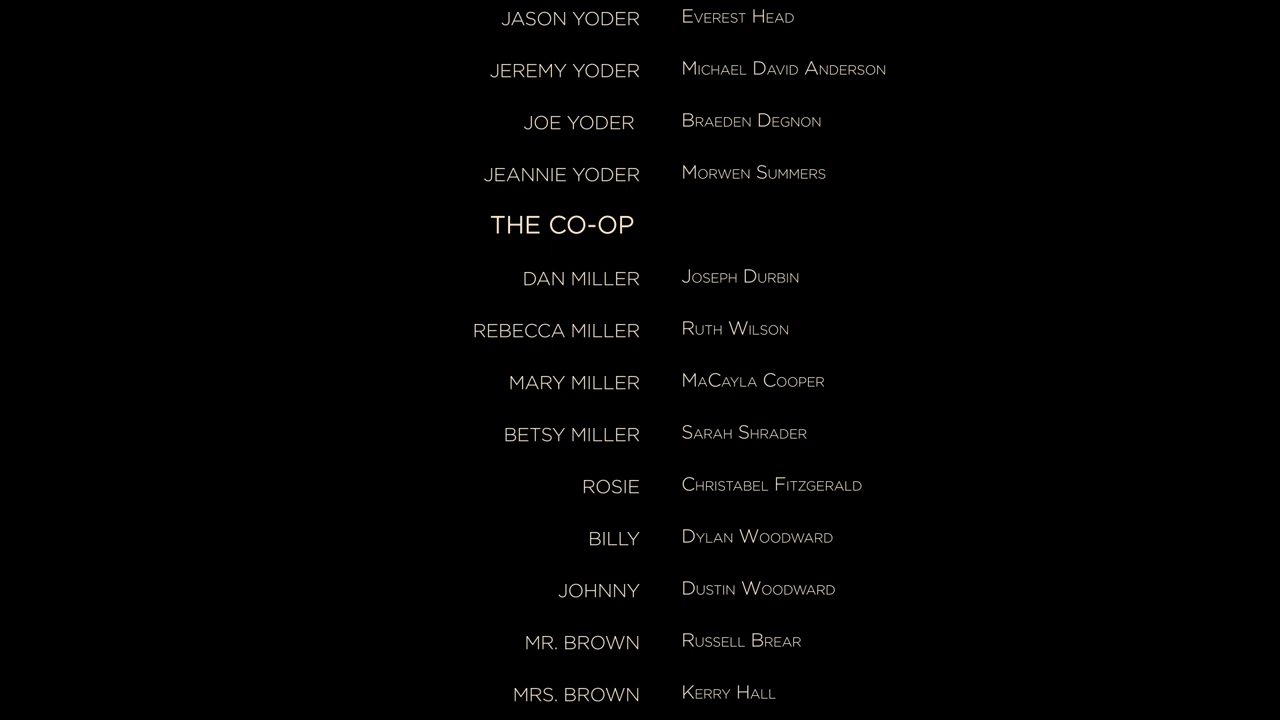 JASON YODER Everest Head
JEREMY YODER Michael David Anderson
JOE YODER Braeden Degnon
JEANNIE YODER Morwen Summers
THE CO-OP
DAN MILLER Joseph Durbin
REBECCA MILLER Ruth Wilson
MARY MILLER MaCayla Cooper
BETSY MILLER Sarah Shrader
ROSIE Christabel Fitzgerald
BILLY Dylan Woodward
JOHNNY Dustin Woodward
MR. BROWN Russell Brear
MRS. BROWN Kerry Hall